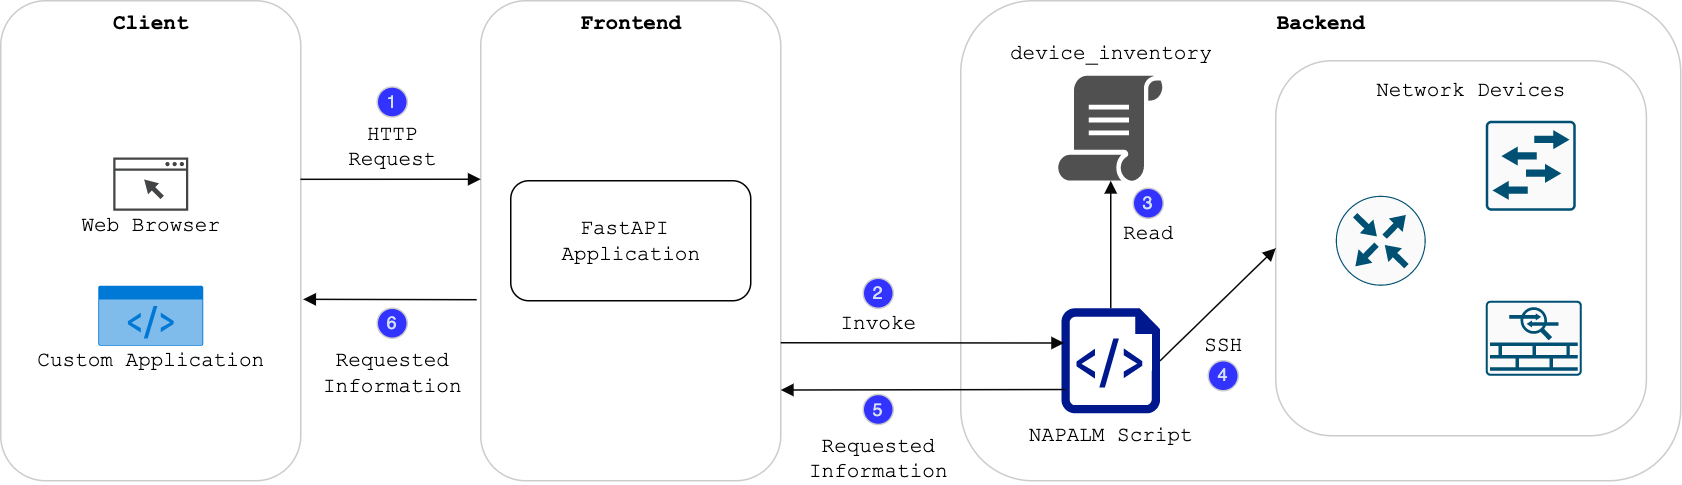 Client
Frontend
Backend
device_inventory
Network Devices
1
HTTP
Request
Web Browser
FastAPI
Application
3
Read
2
Invoke
6
Requested
Information
Custom Application
</>
SSH
4
</>
5
NAPALM Script
Requested
Information